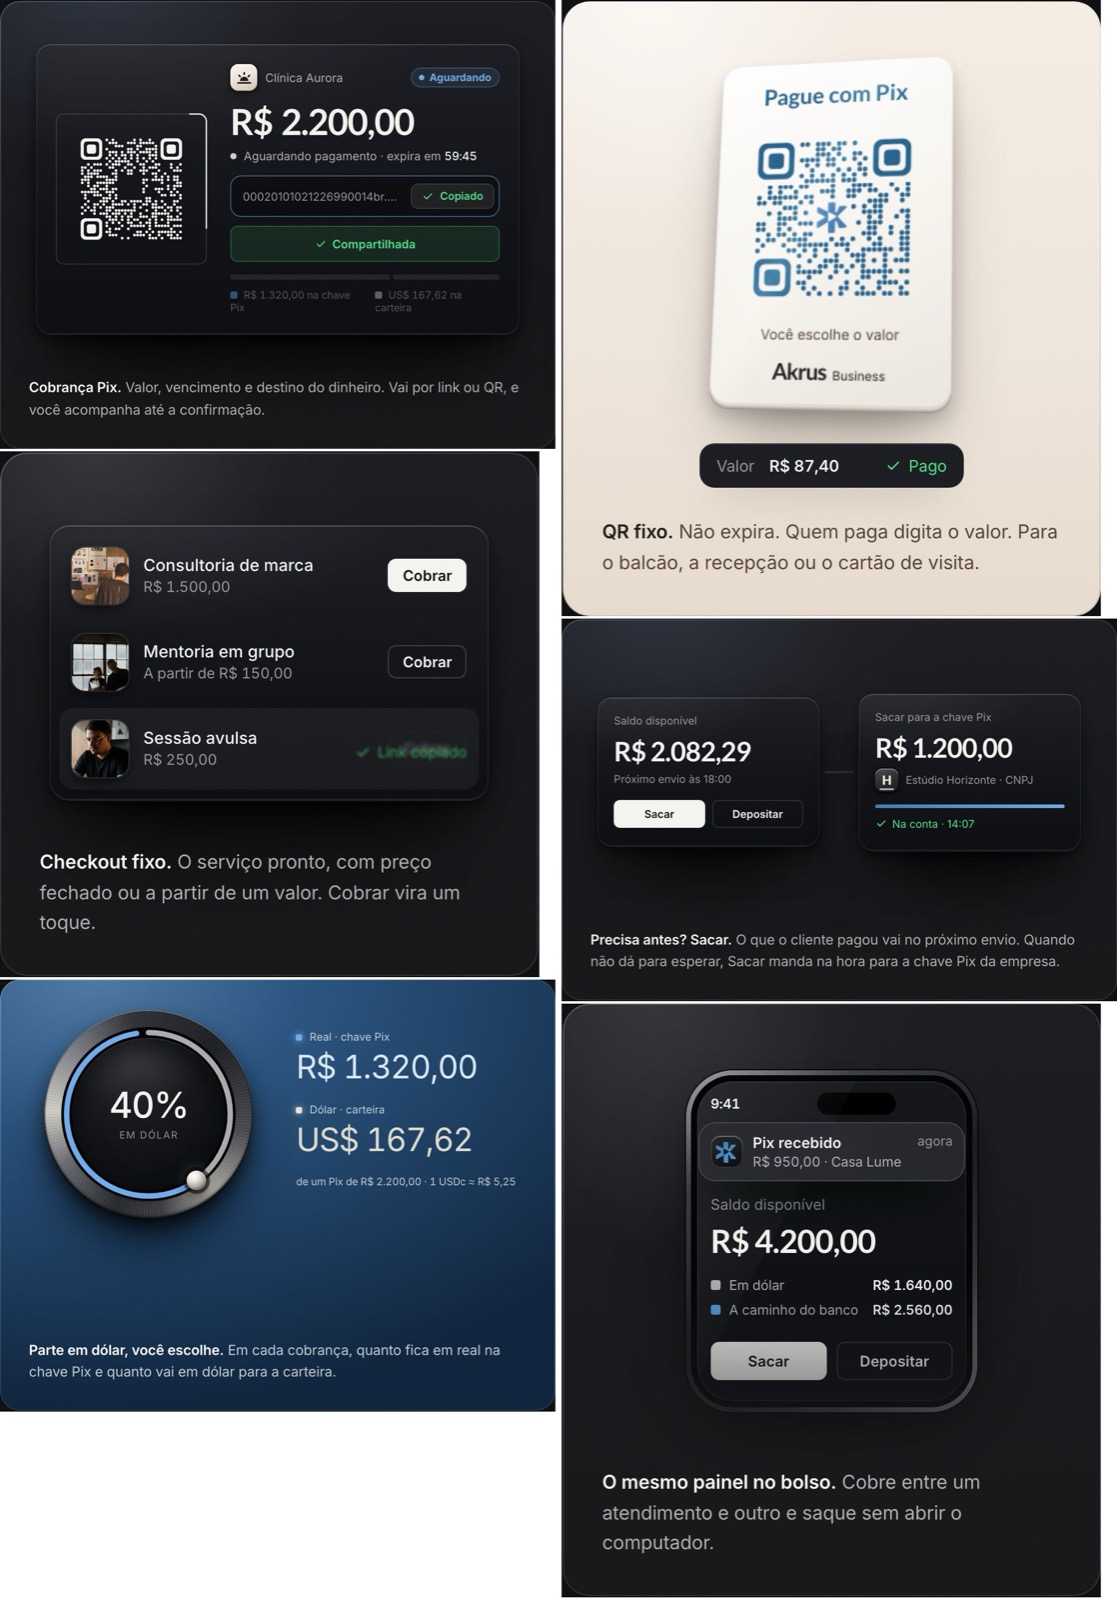 Clínica Aurora
Aguardando
R$ 2.200,00
Aguardando pagamento · expira em 59:45
00020101021226990014br....
Copiado
Compartilhada
R$ 1.320,00 na chave
Pix
US$ 167,62 na
carteira
Cobrança Pix. Valor, vencimento e destino do dinheiro. Vai por link ou QR, e
você acompanha até a confirmação.
Pague com Pix
Você escolhe o valor
Akrus Business
Valor R$ 87,40
Pago
QR fixo. Não expira. Quem paga digita o valor. Para
o balcão, a recepção ou o cartão de visita.
Consultoria de marca
R$ 1.500,00
Cobrar
Mentoria em grupo
A partir de R$ 150,00
Cobrar
Sessão avulsa
R$ 250,00
Link copiado
Checkout fixo. O serviço pronto, com preço
fechado ou a partir de um valor. Cobrar vira um
toque.
Saldo disponível
R$ 2.082,29
Próximo envio às 18:00
Sacar
Depositar
Sacar para a chave Pix
R$ 1.200,00
H
Estúdio Horizonte · CNPJ
Na conta · 14:07
Precisa antes? Sacar. O que o cliente pagou vai no próximo envio. Quando
não dá para esperar, Sacar manda na hora para a chave Pix da empresa.
40%
EM DÓLAR
Real · chave Pix
R$ 1.320,00
Dólar · carteira
US$ 167,62
de um Pix de R$ 2.200,00 · 1 USDc ≈ R$ 5,25
Parte em dólar, você escolhe. Em cada cobrança, quanto fica em real na
chave Pix e quanto vai em dólar para a carteira.
9:41
Pix recebido
agora
R$ 950,00 · Casa Lume
Saldo disponível
R$ 4.200,00
Em dólar R$ 1.640,00
A caminho do banco R$ 2.560,00
Sacar
Depositar
O mesmo painel no bolso. Cobre entre um
atendimento e outro e saque sem abrir o
computador.